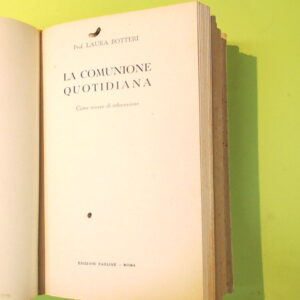 Prof. LAURA BOTTERI
LA COMUNIONE
QUOTIDIANA
Come mezzo di educazione
EDIZIONI PAOLINE — ROMA